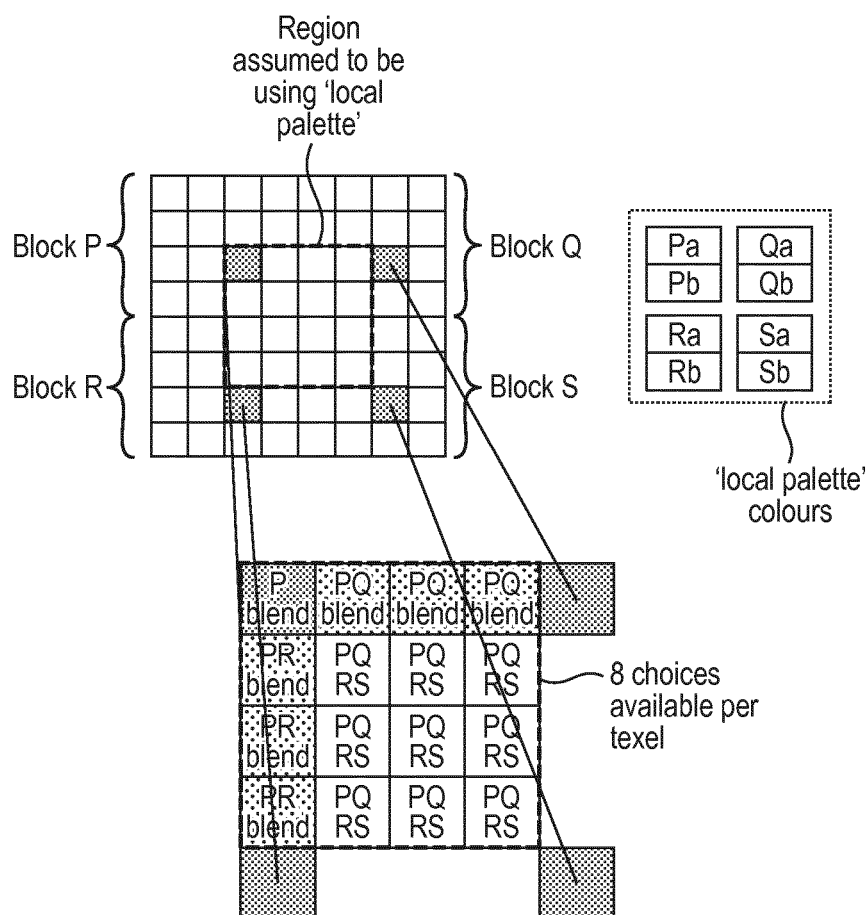 Region
assumed to be
using 'local
palette'
Block P
Block Q
Block R
Block S
Pa
Qa
Pb
Qb
Ra
Sa
Rb
Sb
'local palette'
colours
P
blend
PQ
blend
PQ
blend
PQ
blend
PR
blend
PQ
RS
PQ
RS
PQ
RS
PR
blend
PQ
RS
PQ
RS
PQ
RS
PR
blend
PQ
RS
PQ
RS
PQ
RS
8 choices
available per
texel